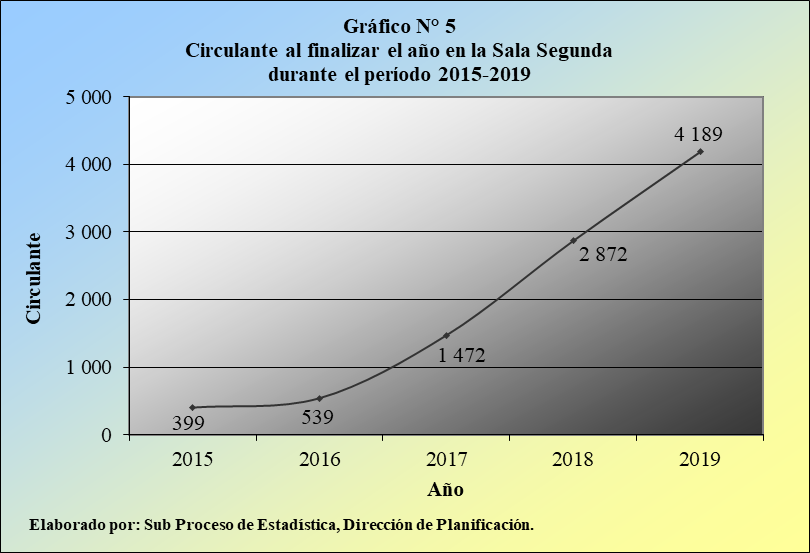 Gráfico N° 5
Circulante al finalizar el año en la Sala Segunda
durante el período 2015-2019
5 000
4 000
3 000
2 000
1 000
0
Circulante
399
539
1 472
2 872
4 189
2015
2016
2017
2018
2019
Año
Elaborado por: Sub Proceso de Estadística, Dirección de Planificación.